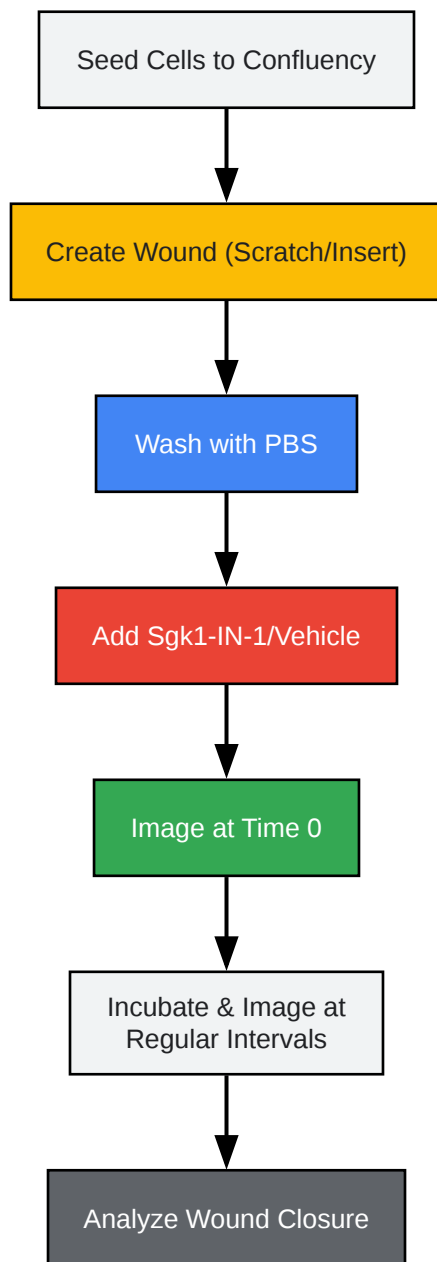 Seed Cells to Confluency
Create Wound (Scratch/Insert)
Wash with PBS
Add Sgk1-IN-1/Vehicle
Image at Time 0
Incubate & Image at
Regular Intervals
Analyze Wound Closure